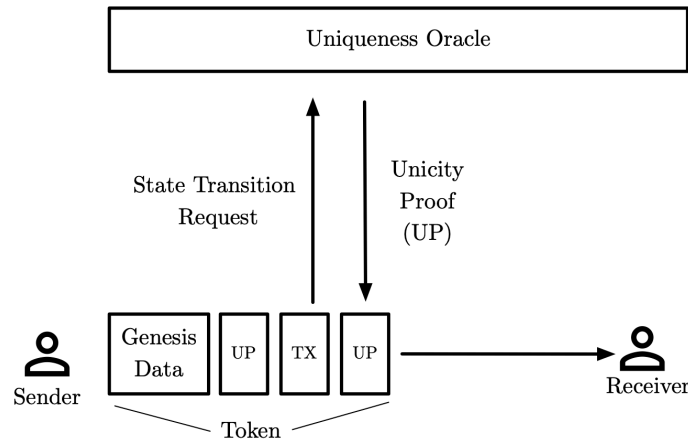 Uniqueness Oracle
State Transition
Request
Unicity
Proof
(UP)
Genesis
Data
UP
TX
UP
Sender
Receiver
Token